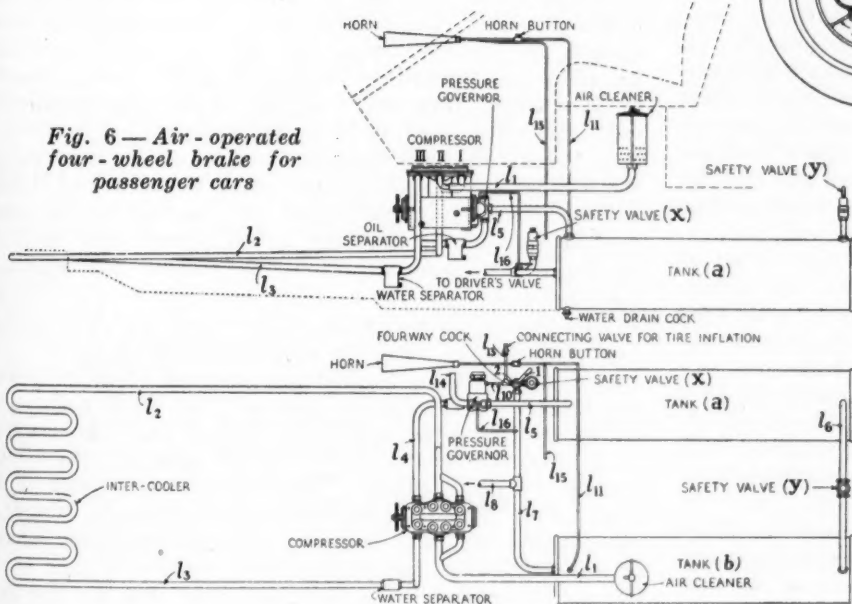 HORN
HORN BUTTON
PRESSURE GOVERNOR
AIR CLEANER
Fig. 6 — Air-operated
four-wheel brake for
passenger cars
COMPRESSOR
III II I
l15
l11
l1
SAFETY VALVE (y)
SAFETY VALVE (x)
l5
OIL SEPARATOR
l16
l2
l3
TO DRIVER'S VALVE
WATER SEPARATOR
TANK (a)
WATER DRAIN COCK
FOURWAY COCK
l13
CONNECTING VALVE FOR TIRE INFLATION
HORN
HORN BUTTON
l14
2
1
SAFETY VALVE (x)
l10
l2
TANK (a)
l6
l16
l5
PRESSURE GOVERNOR
l4
l15
INTER-COOLER
l8
l11
SAFETY VALVE (y)
l7
COMPRESSOR
l1
TANK (b)
AIR CLEANER
l3
WATER SEPARATOR